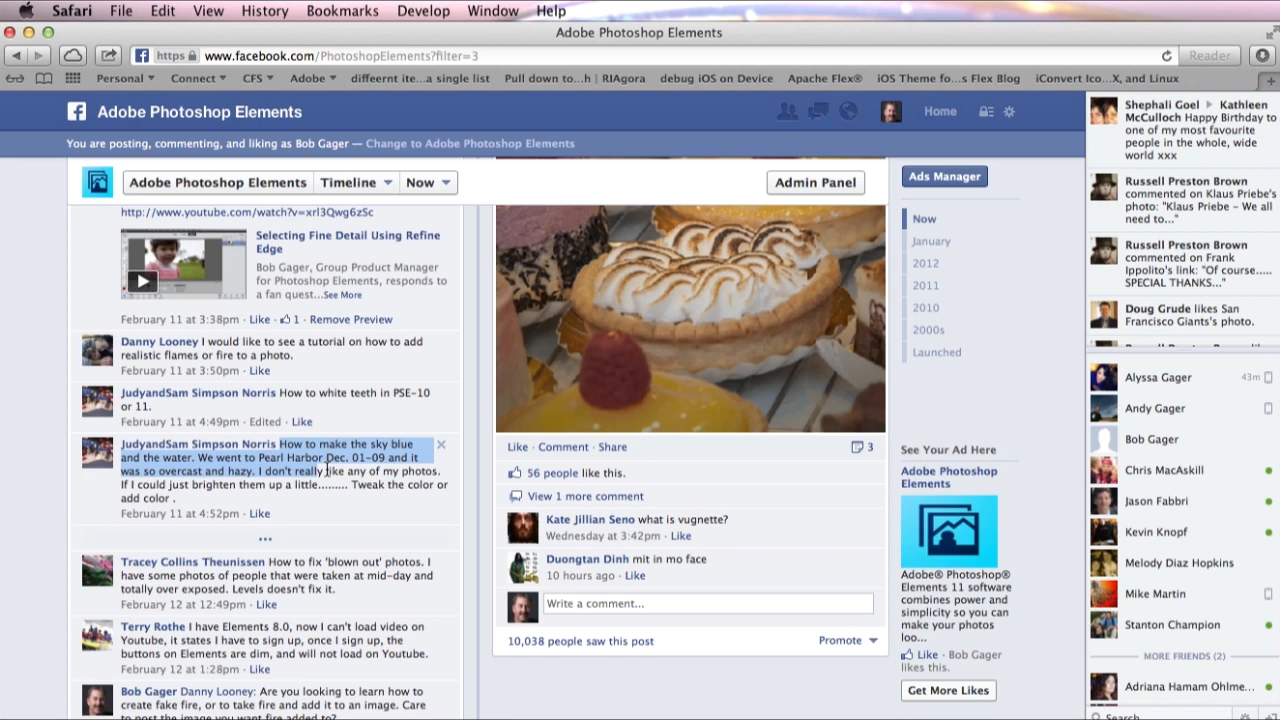 Safari File Edit View History Bookmarks Develop Window Help
Adobe Photoshop Elements
https www.facebook.com/PhotoshopElements?filter=3 Reader
Personal Connect CFS Adobe differnt ite...a single list Pull down to...h | RIAgora debug iOS on Device Apache Flex® iOS Theme fo...s Flex Blog iConvert Ico...X, and Linux
Adobe Photoshop Elements Home
You are posting, commenting, and liking as Bob Gager — Change to Adobe Photoshop Elements
Adobe Photoshop Elements Timeline Now Admin Panel
http://www.youtube.com/watch?v=xrl3Qwg6zSc
Selecting Fine Detail Using Refine
Edge
Bob Gager, Group Product Manager
for Photoshop Elements, responds to
a fan quest...See More
February 11 at 3:38pm · Like · 1 · Remove Preview
Danny Looney I would like to see a tutorial on how to add
realistic flames or fire to a photo.
February 11 at 3:50pm · Like
JudyandSam Simpson Norris How to white teeth in PSE-10
or 11.
February 11 at 4:49pm · Edited · Like
JudyandSam Simpson Norris How to make the sky blue
and the water. We went to Pearl Harbor Dec. 01-09 and it
was so overcast and hazy. I don't really like any of my photos.
If I could just brighten them up a little......... Tweak the color or
add color .
February 11 at 4:52pm · Like
...
Tracey Collins Theunissen How to fix 'blown out' photos. I
have some photos of people that were taken at mid-day and
totally over exposed. Levels doesn't fix it.
February 12 at 12:49pm · Like
Terry Rothe I have Elements 8.0, now I can't load video on
Youtube, it states I have to sign up, once I sign up, the
buttons on Elements are dim, and will not load on Youtube.
February 12 at 1:28pm · Like
Bob Gager Danny Looney: Are you looking to learn how to
create fake fire, or to take fire and add it to an image. Care
to post the image you want fire added to?
Like · Comment · Share 3
56 people like this.
View 1 more comment
Kate Jillian Seno what is vugnette?
Wednesday at 3:42pm · Like
Duongtan Dinh mit in mo face
10 hours ago · Like
Write a comment...
10,038 people saw this post Promote
Ads Manager
Now
January
2012
2011
2010
2000s
Launched
See Your Ad Here
Adobe Photoshop
Elements
Adobe® Photoshop®
Elements 11 software
combines power and
simplicity so you can
make your photos
loo...
Like · Bob Gager
likes this.
Get More Likes
Shephali Goel Kathleen
McCulloch Happy Birthday to
one of my most favourite
people in the whole, wide
world xxx
Russell Preston Brown
commented on Klaus Priebe's
photo: "Klaus Priebe - We all
need to..."
Russell Preston Brown
commented on Frank
Ippolito's link: "Of course.....
SPECIAL THANKS..."
Doug Grude likes San
Francisco Giants's photo.
Alyssa Gager 43m
Andy Gager
Bob Gager
Chris MacAskill
Jason Fabbri
Kevin Knopf
Melody Diaz Hopkins
Mike Martin
Stanton Champion
MORE FRIENDS (2)
Adriana Hamam Ohlme...
Search